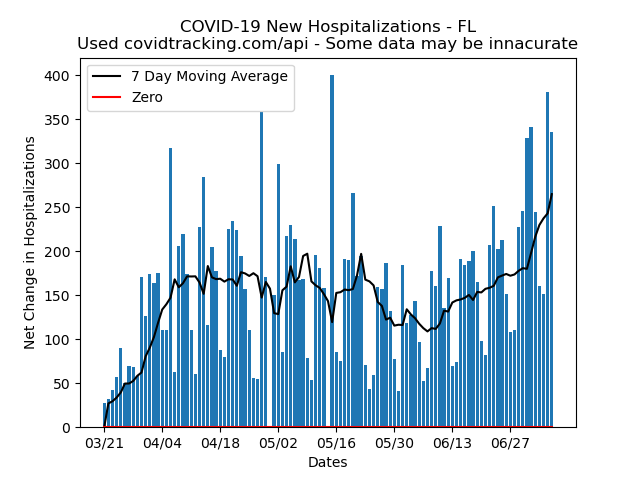 COVID-19 New Hospitalizations - FL
Used covidtracking.com/api - Some data may be innacurate
7 Day Moving Average
Zero
Net Change in Hospitalizations
400
350
300
250
200
150
100
50
0
03/21 04/04 04/18 05/02 05/16 05/30 06/13 06/27
Dates